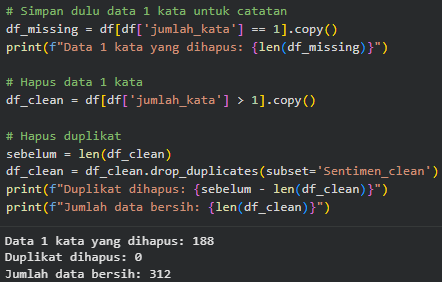 # Simpan dulu data 1 kata untuk catatan
df_missing = df[df['jumlah_kata'] == 1].copy()
print(f"Data 1 kata yang dihapus: {len(df_missing)}")
# Hapus data 1 kata
df_clean = df[df['jumlah_kata'] > 1].copy()
# Hapus duplikat
sebelum = len(df_clean)
df_clean = df_clean.drop_duplicates(subset='Sentimen_clean')
print(f"Duplikat dihapus: {sebelum - len(df_clean)}")
print(f"Jumlah data bersih: {len(df_clean)}")
Data 1 kata yang dihapus: 188
Duplikat dihapus: 0
Jumlah data bersih: 312